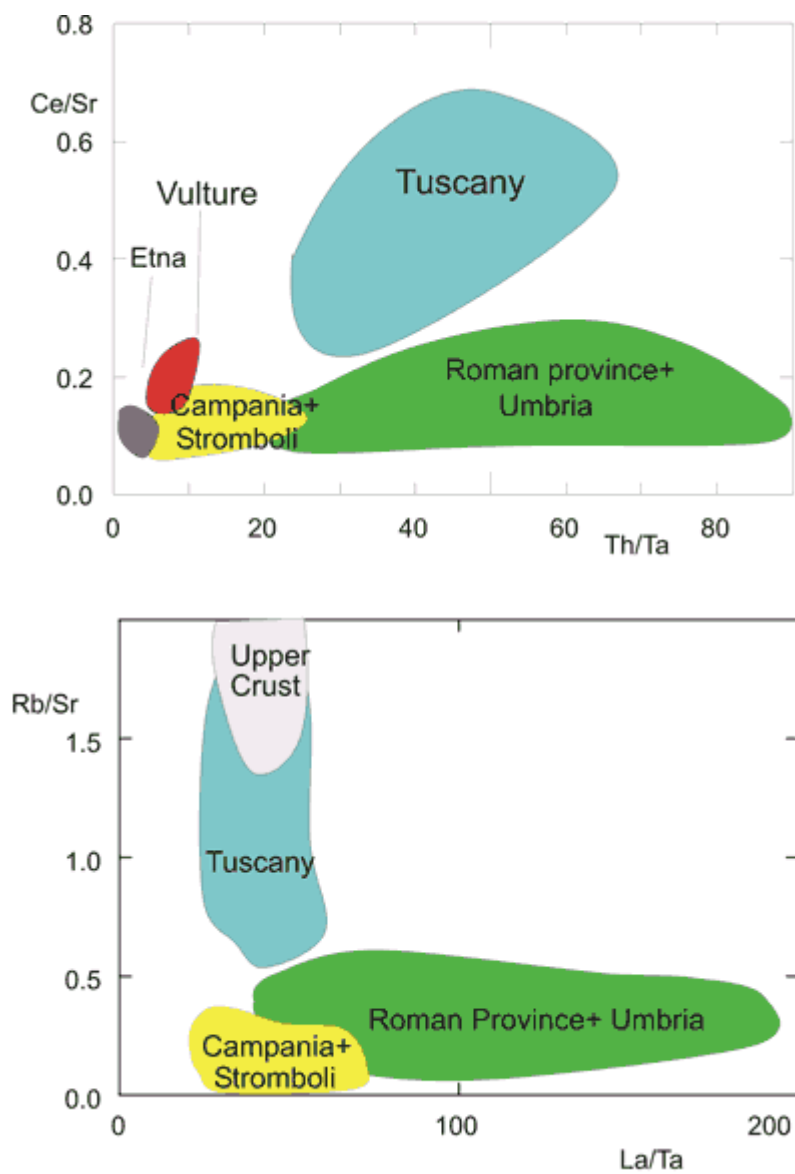 0.8
Ce/Sr
0.6
Tuscany
Vulture
Etna
0.4
0.2
Roman province+
Umbria
Campania+
Stromboli
0.0
0
20
40
60
80
Th/Ta
Upper
Crust
Rb/Sr
1.5
1.0
Tuscany
0.5
Roman Province+ Umbria
Campania+
Stromboli
0.0
0
100
200
La/Ta